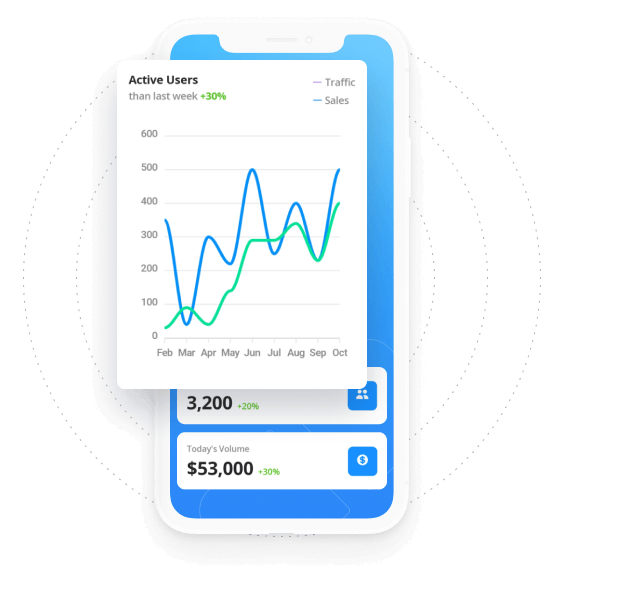 Active Users
than last week +30%
Traffic
Sales
600
500
400
300
200
100
0
Feb Mar Apr May Jun Jul Aug Sep Oct
3,200 +20%
Today's Volume
$53,000 +30%